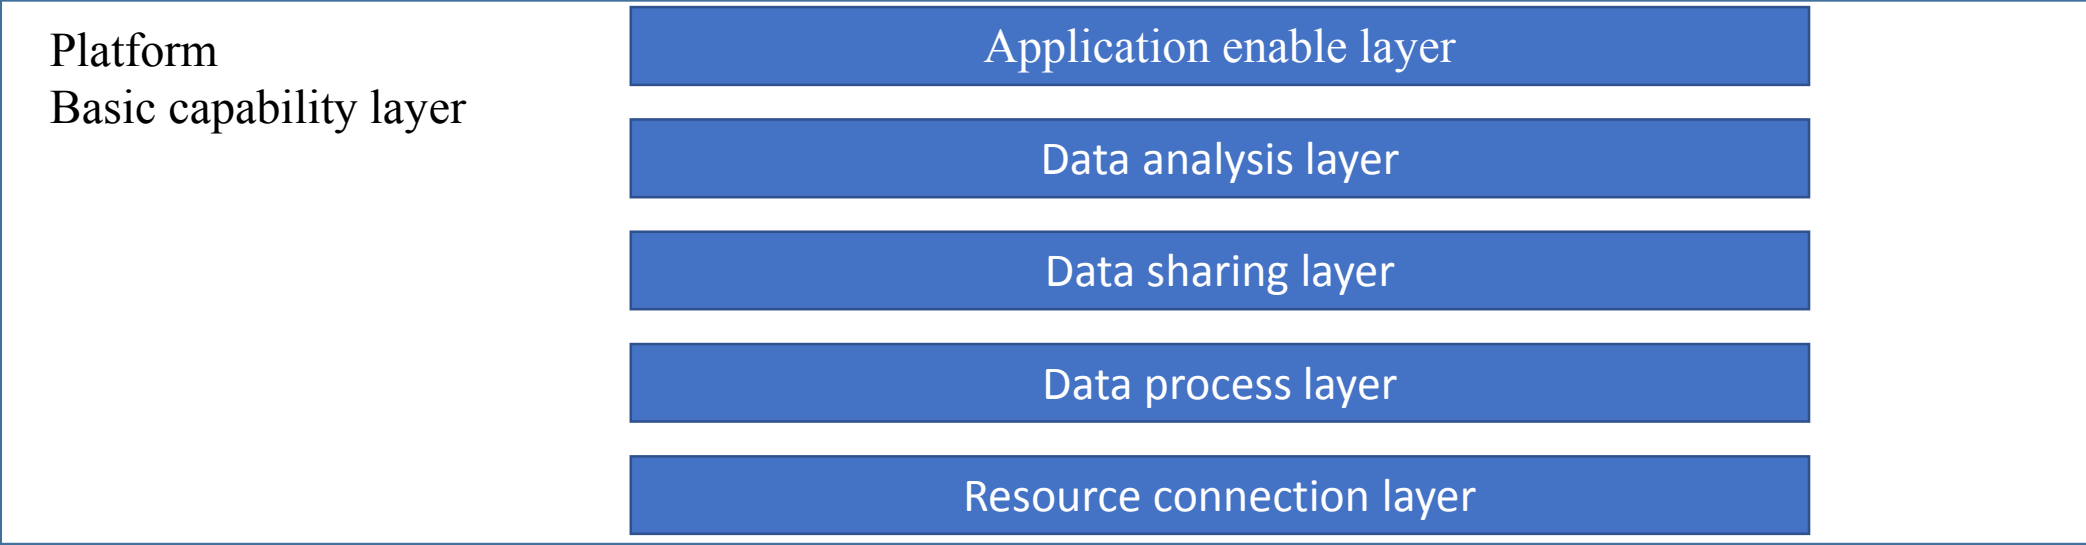 Platform
Basic capability layer
Application enable layer
Data analysis layer
Data sharing layer
Data process layer
Resource connection layer